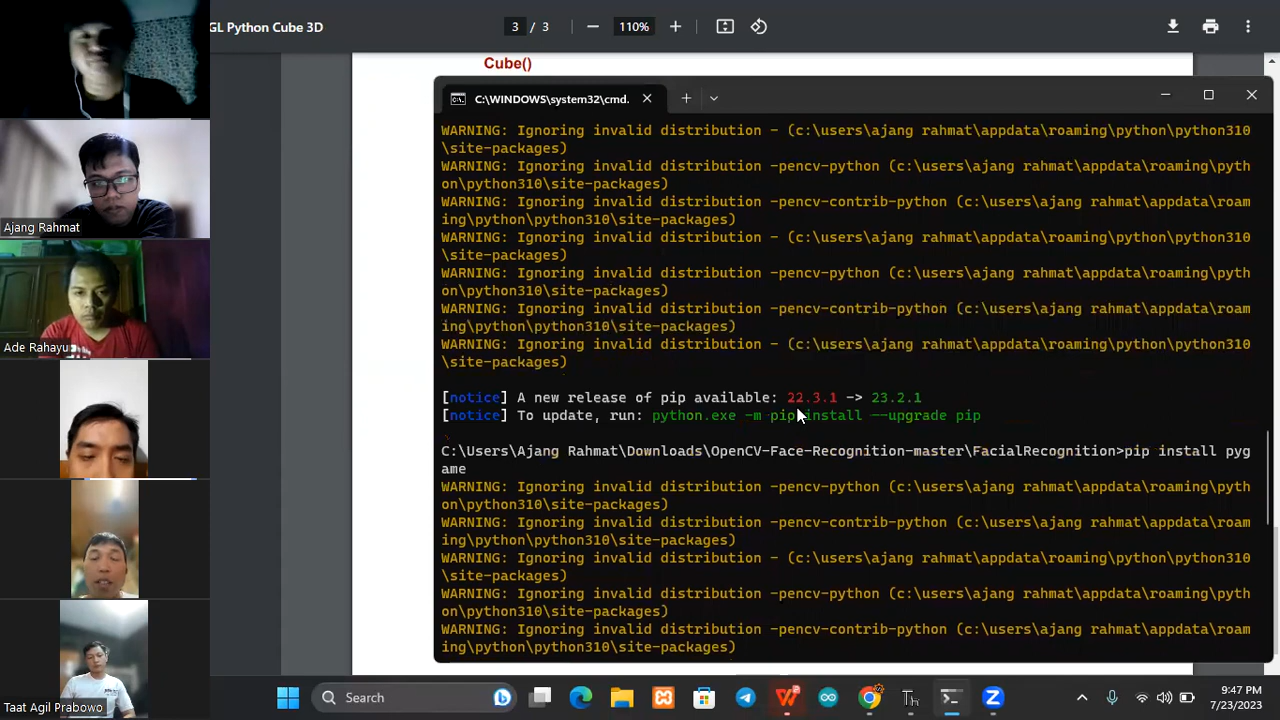 GL Python Cube 3D
3 / 3
110%
Cube()
C:\WINDOWS\system32\cmd.
WARNING: Ignoring invalid distribution - (c:\users\ajang rahmat\appdata\roaming\python\python310
\site-packages)
WARNING: Ignoring invalid distribution -pencv-python (c:\users\ajang rahmat\appdata\roaming\pyth
on\python310\site-packages)
WARNING: Ignoring invalid distribution -pencv-contrib-python (c:\users\ajang rahmat\appdata\roam
ing\python\python310\site-packages)
WARNING: Ignoring invalid distribution - (c:\users\ajang rahmat\appdata\roaming\python\python310
\site-packages)
WARNING: Ignoring invalid distribution -pencv-python (c:\users\ajang rahmat\appdata\roaming\pyth
on\python310\site-packages)
WARNING: Ignoring invalid distribution -pencv-contrib-python (c:\users\ajang rahmat\appdata\roam
ing\python\python310\site-packages)
WARNING: Ignoring invalid distribution - (c:\users\ajang rahmat\appdata\roaming\python\python310
\site-packages)
[notice] A new release of pip available: 22.3.1 -> 23.2.1
[notice] To update, run: python.exe -m pip install --upgrade pip
C:\Users\Ajang Rahmat\Downloads\OpenCV-Face-Recognition-master\FacialRecognition>pip install pyg
ame
WARNING: Ignoring invalid distribution -pencv-python (c:\users\ajang rahmat\appdata\roaming\pyth
on\python310\site-packages)
WARNING: Ignoring invalid distribution -pencv-contrib-python (c:\users\ajang rahmat\appdata\roam
ing\python\python310\site-packages)
WARNING: Ignoring invalid distribution - (c:\users\ajang rahmat\appdata\roaming\python\python310
\site-packages)
WARNING: Ignoring invalid distribution -pencv-python (c:\users\ajang rahmat\appdata\roaming\pyth
on\python310\site-packages)
WARNING: Ignoring invalid distribution -pencv-contrib-python (c:\users\ajang rahmat\appdata\roam
ing\python\python310\site-packages)
Ajang Rahmat
Ade Rahayu
Taat Agil Prabowo
Search
9:47 PM
7/23/2023